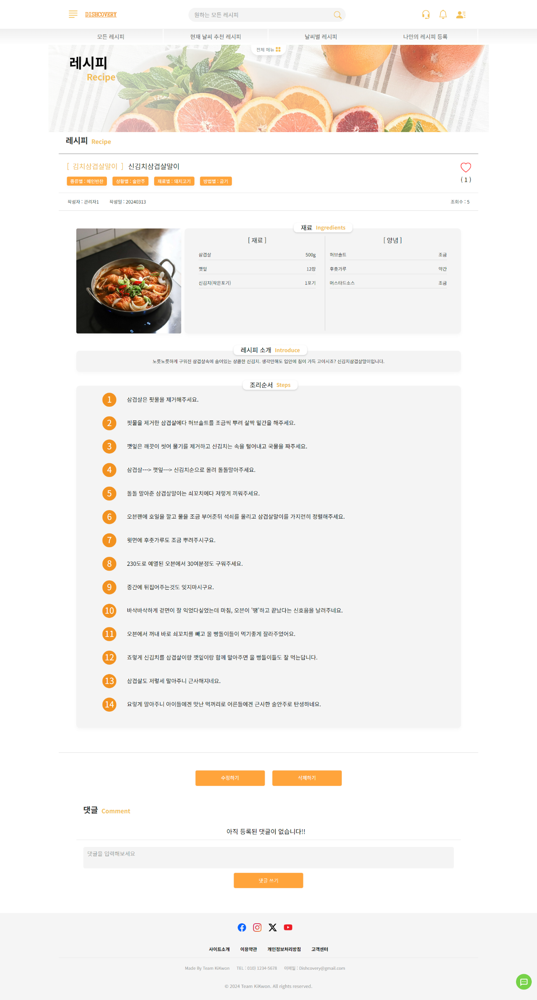 DISHCOVERY
원하는 모든 레시피
모든 레시피
현재 날씨 추천 레시피
날씨별 레시피
나만의 레시피 등록
전체 메뉴
레시피
Recipe
레시피 Recipe
[ 김치삼겹살말이 ] 신김치삼겹살말이
( 1 )
종류별 : 메인반찬
상황별 : 술안주
재료별 : 돼지고기
방법별 : 굽기
작성자 : 관리자1 작성일 : 20240313
조회수 : 5
재료 Ingredients
[ 재료 ]
삼겹살 500g
깻잎 12장
신김치(작은포기) 1포기
[ 양념 ]
허브솔트 조금
후춧가루 약간
머스타드소스 조금
레시피 소개 Introduce
노릇노릇하게 구워진 삼겹살속에 숨어있는 상큼한 신김치. 생각만해도 입안에 침이 가득 고이시죠? 신김치삼겹살말이입니다.
조리순서 Steps
1 삼겹살은 핏물을 제거해주세요.
2 핏물을 제거한 삼겹살에다 허브솔트를 조금씩 뿌려 살짝 밑간을 해주세요.
3 깻잎은 깨끗이 씻어 물기를 제거하고 신김치는 속을 털어내고 국물을 짜주세요.
4 삼겹살---> 깻잎---> 신김치순으로 올려 돌돌말아주세요.
5 돌돌 말아준 삼겹살말이는 쇠꼬치에다 저렇게 끼워주세요.
6 오븐팬에 호일을 깔고 물을 조금 부어준뒤 석쇠를 올리고 삼겹살말이를 가지런히 정렬해주세요.
7 윗면에 후춧가루도 조금 뿌려주시구요.
8 230도로 예열된 오븐에서 30여분정도 구워주세요.
9 중간에 뒤집어주는것도 잊지마시구요.
10 바삭바삭하게 겉면이 잘 익었다싶었는데 마침, 오븐이 '땡'하고 끝났다는 신호음을 날려주네요.
11 오븐에서 꺼내 바로 쇠꼬치를 빼고 울 빵돌이들이 먹기좋게 잘라주었어요.
12 죠렇게 신김치를 삼겹살이랑 깻잎이랑 함께 말아주면 울 빵돌이들도 잘 먹는답니다.
13 삼겹살도 저렇세 말아주니 근사해지네요.
14 요렇게 말아주니 아이들에겐 맛난 먹꺼리로 어른들에겐 근사한 술안주로 탄생하네요.
수정하기
삭제하기
댓글 Comment
아직 등록된 댓글이 없습니다!!
댓글을 입력해보세요
댓글 쓰기
사이트소개 이용약관 개인정보처리방침 고객센터
Made By Team KiKwon TEL : 010) 1234-5678 이메일 : Dishcovery@gmail.com
© 2024 Team KiKwon. All rights reserved.